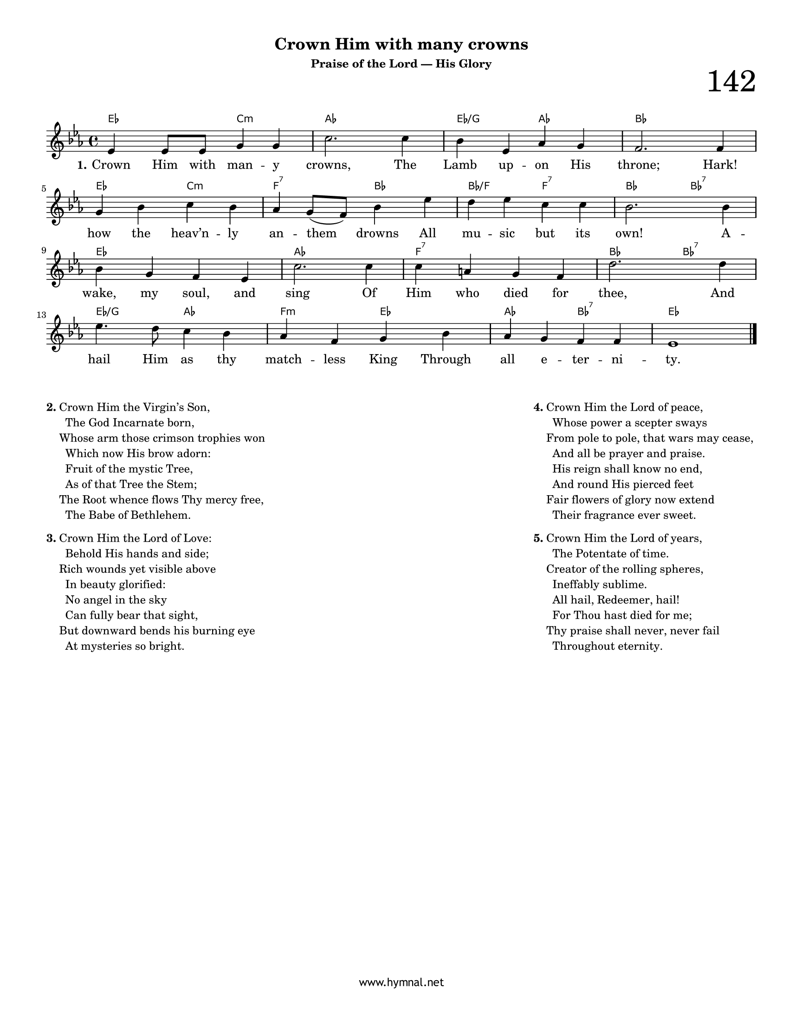 Crown Him with many crowns
Praise of the Lord — His Glory
142
E♭ Cm A♭ E♭/G A♭ B♭
1. Crown Him with man - y crowns, The Lamb up - on His throne; Hark!
5
E♭ Cm F7 B♭ B♭/F F7 B♭ B♭7
how the heav’n - ly an - them drowns All mu - sic but its own! A -
9
E♭ A♭ F7 B♭ B♭7
wake, my soul, and sing Of Him who died for thee, And
13
E♭/G A♭ Fm E♭ A♭ B♭7 E♭
hail Him as thy match - less King Through all e - ter - ni - ty.
2. Crown Him the Virgin’s Son,
The God Incarnate born,
Whose arm those crimson trophies won
Which now His brow adorn:
Fruit of the mystic Tree,
As of that Tree the Stem;
The Root whence flows Thy mercy free,
The Babe of Bethlehem.
3. Crown Him the Lord of Love:
Behold His hands and side;
Rich wounds yet visible above
In beauty glorified:
No angel in the sky
Can fully bear that sight,
But downward bends his burning eye
At mysteries so bright.
4. Crown Him the Lord of peace,
Whose power a scepter sways
From pole to pole, that wars may cease,
And all be prayer and praise.
His reign shall know no end,
And round His pierced feet
Fair flowers of glory now extend
Their fragrance ever sweet.
5. Crown Him the Lord of years,
The Potentate of time.
Creator of the rolling spheres,
Ineffably sublime.
All hail, Redeemer, hail!
For Thou hast died for me;
Thy praise shall never, never fail
Throughout eternity.
www.hymnal.net